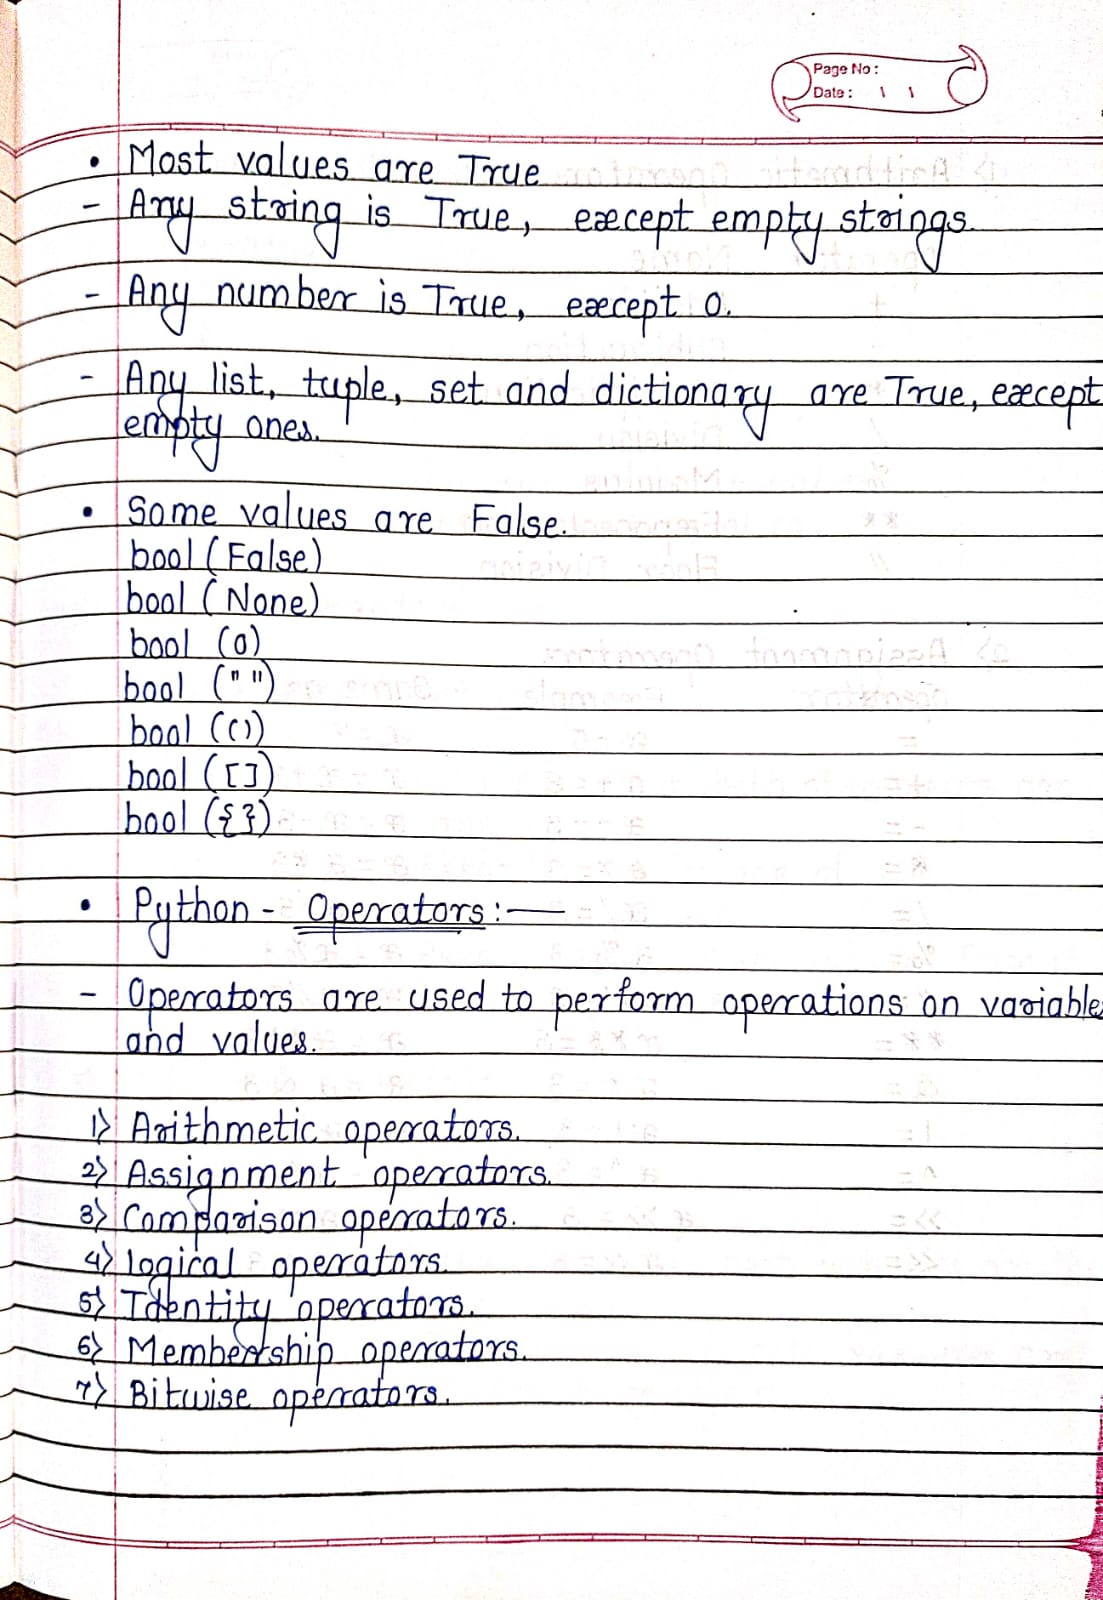 Page No :
Date : \ \
• Most values are True
- Any string is True, except empty strings.
- Any number is True, except 0.
- Any list, tuple, set and dictionary are True, except
empty ones.
• Some values are False.
bool (False)
bool (None)
bool (0)
bool (" ")
bool (())
bool ([])
bool ({})
• Python - Operators :—
- Operators are used to perform operations on variable
and values.
1) Arithmetic operators.
2) Assignment operators.
3) Comparison operators.
4) Logical operators.
5) Identity operators.
6) Membership operators.
7) Bitwise operators.